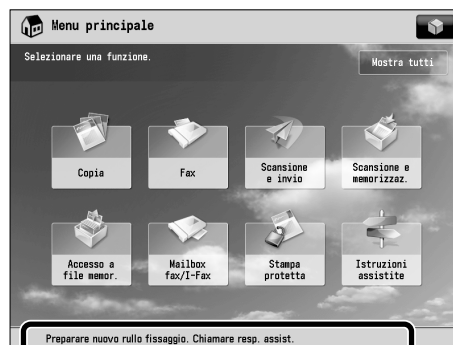 Menu principale
Selezionare una funzione.
Mostra tutti
Copia
Fax
Scansione
e invio
Scansione e
memorizzaz.
Accesso a
file memor.
Mailbox
fax/I-Fax
Stampa
protetta
Istruzioni
assistite
Preparare nuovo rullo fissaggio. Chiamare resp. assist.